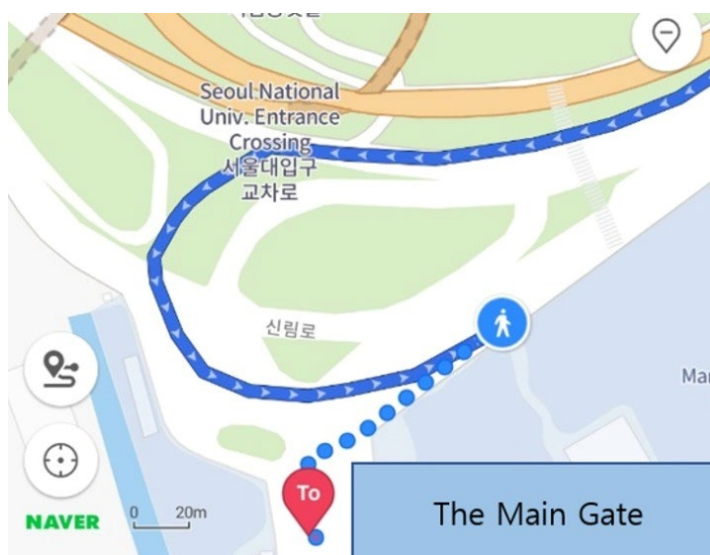 Seoul National
Univ. Entrance
Crossing
서울대입구
교차로
신림로
To
NAVER
0 20m
The Main Gate